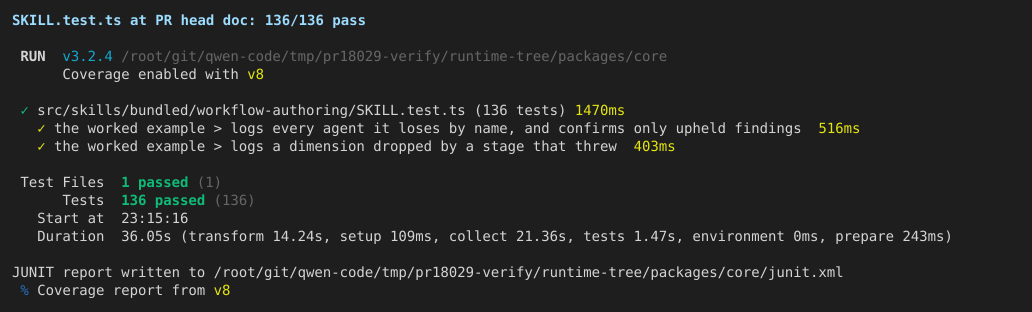 SKILL.test.ts at PR head doc: 136/136 pass
RUN v3.2.4 /root/git/qwen-code/tmp/pr18029-verify/runtime-tree/packages/core
Coverage enabled with v8
✓ src/skills/bundled/workflow-authoring/SKILL.test.ts (136 tests) 1470ms
✓ the worked example > logs every agent it loses by name, and confirms only upheld findings 516ms
✓ the worked example > logs a dimension dropped by a stage that threw 403ms
Test Files 1 passed (1)
Tests 136 passed (136)
Start at 23:15:16
Duration 36.05s (transform 14.24s, setup 109ms, collect 21.36s, tests 1.47s, environment 0ms, prepare 243ms)
JUNIT report written to /root/git/qwen-code/tmp/pr18029-verify/runtime-tree/packages/core/junit.xml
% Coverage report from v8